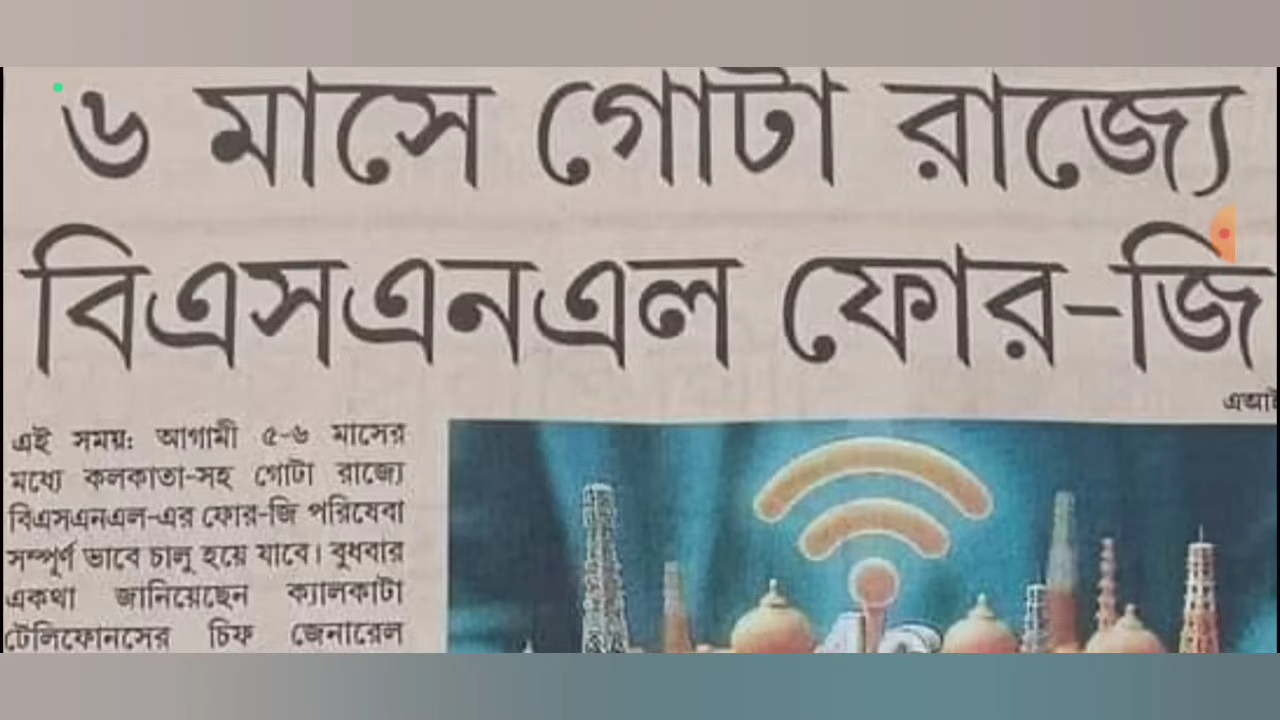 ৬ মাসে গোটা রাজ্যে
বিএসএনএল ফোর-জি
এই সময়: আগামী ৫-৬ মাসের
মধ্যে কলকাতা-সহ গোটা রাজ্যে
বিএসএনএল-এর ফোর-জি পরিষেবা
সম্পূর্ণ ভাবে চালু হয়ে যাবে। বুধবার
একথা জানিয়েছেন ক্যালকাটা
টেলিফোনসের চিফ জেনারেল